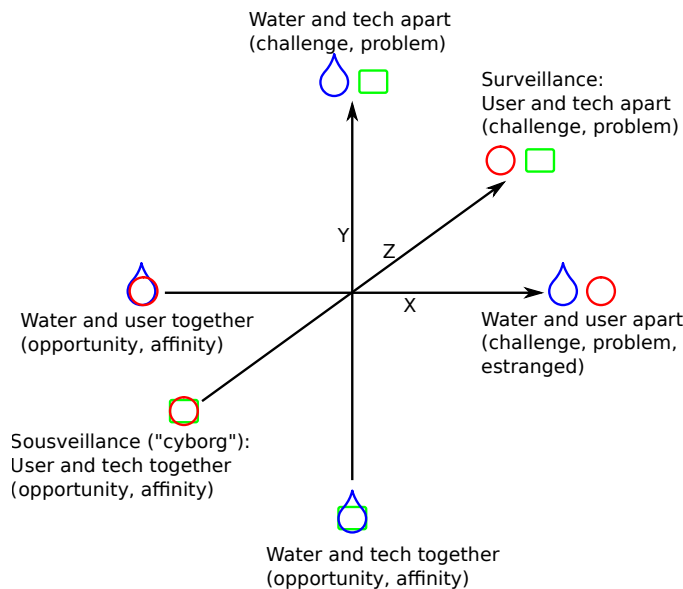 Water and tech apart
(challenge, problem)
Surveillance:
User and tech apart
(challenge, problem)
Y
Z
X
Water and user together
(opportunity, affinity)
Water and user apart
(challenge, problem,
estranged)
Sousveillance ("cyborg"):
User and tech together
(opportunity, affinity)
Water and tech together
(opportunity, affinity)